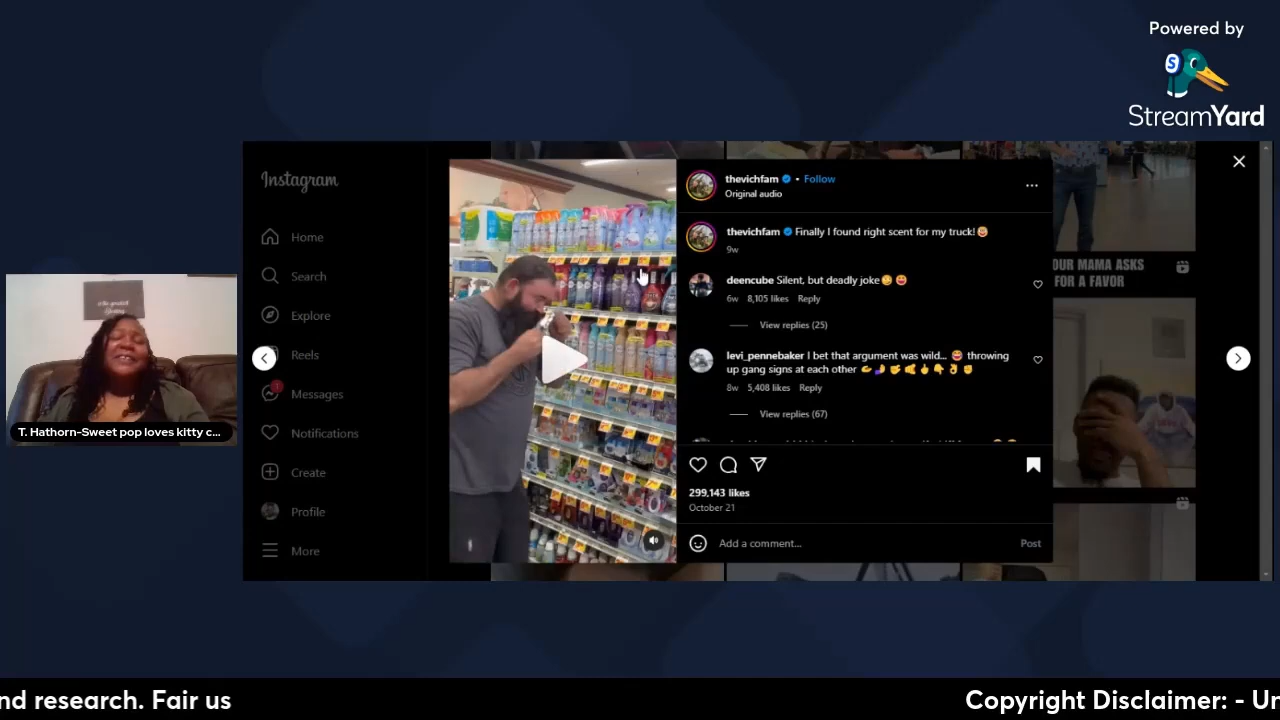 Powered by
StreamYard
Instagram
Home
Search
Explore
Reels
Messages
Notifications
Create
Profile
More
thevichfam • Follow
Original audio
thevichfam Finally I found right scent for my truck!🤪
9w
deencube Silent, but deadly joke😳😆
6w 8,105 likes Reply
View replies (25)
levi_pennebaker I bet that argument was wild... 😆 throwing
up gang signs at each other
8w 5,408 likes Reply
View replies (67)
299,143 likes
October 21
Add a comment...
Post
OUR MAMA ASKS
FOR A FAVOR
T. Hathorn-Sweet pop loves kitty c...
nd research. Fair us
Copyright Disclaimer: - Un